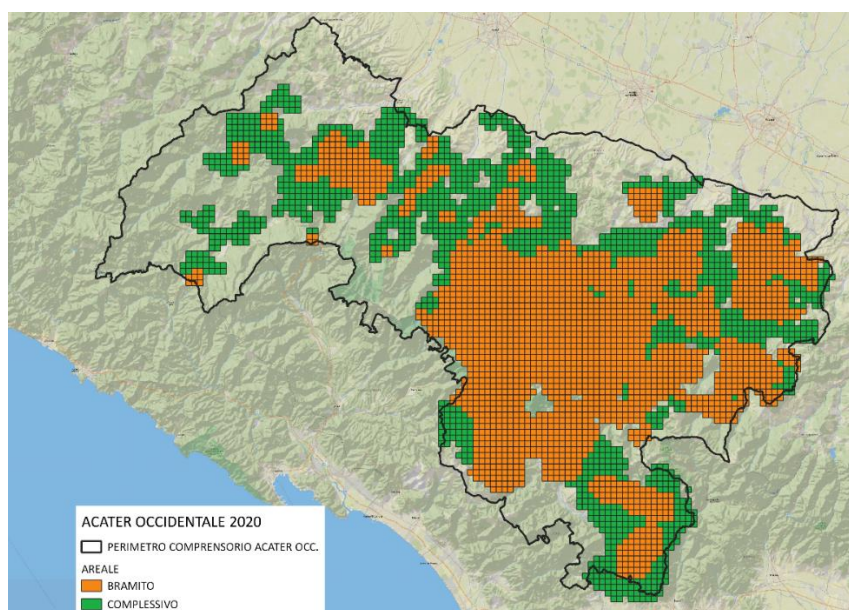 ACATER OCCIDENTALE 2020
PERIMETRO COMPRENSORIO ACATER OCC.
AREALE
BRAMITO
COMPLESSIVO